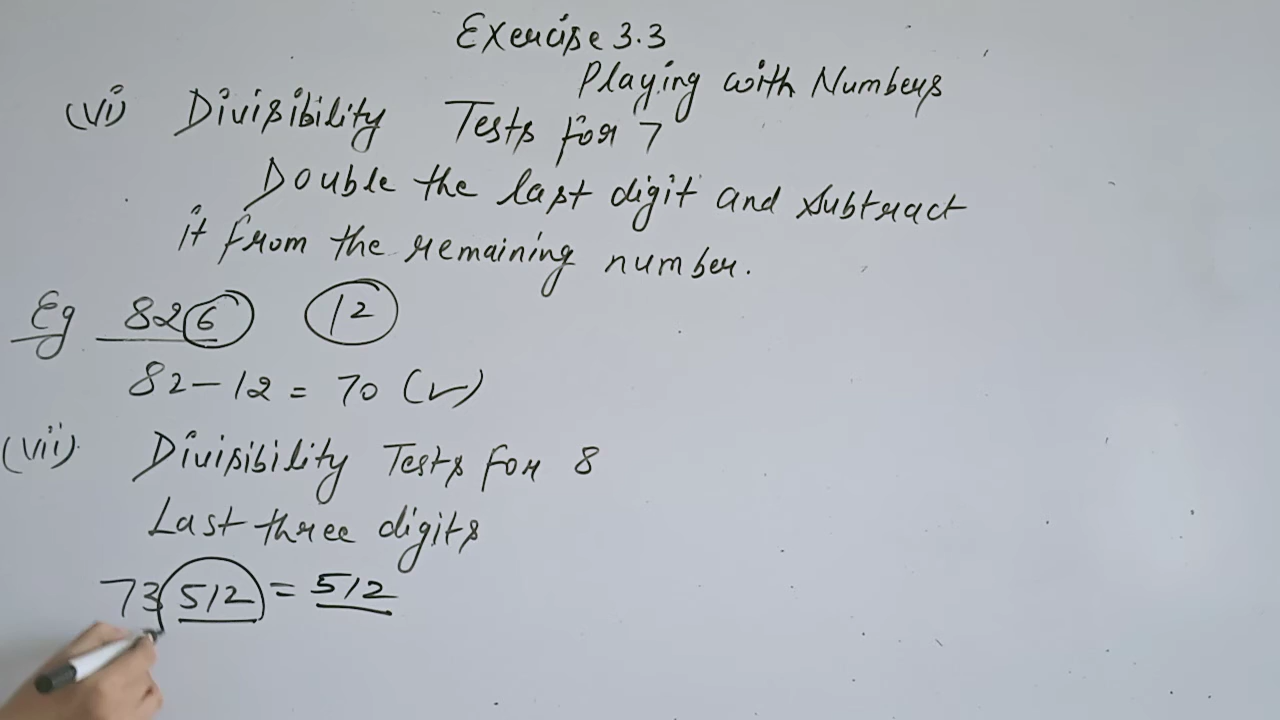 Exercise 3.3
Playing with Numbers
(vi) Divisibility Tests for 7
Double the last digit and subtract
it from the remaining number.
Eg 826 12
82-12 = 70 (✓)
(vii) Divisibility Tests for 8
Last three digits
73512 = 512